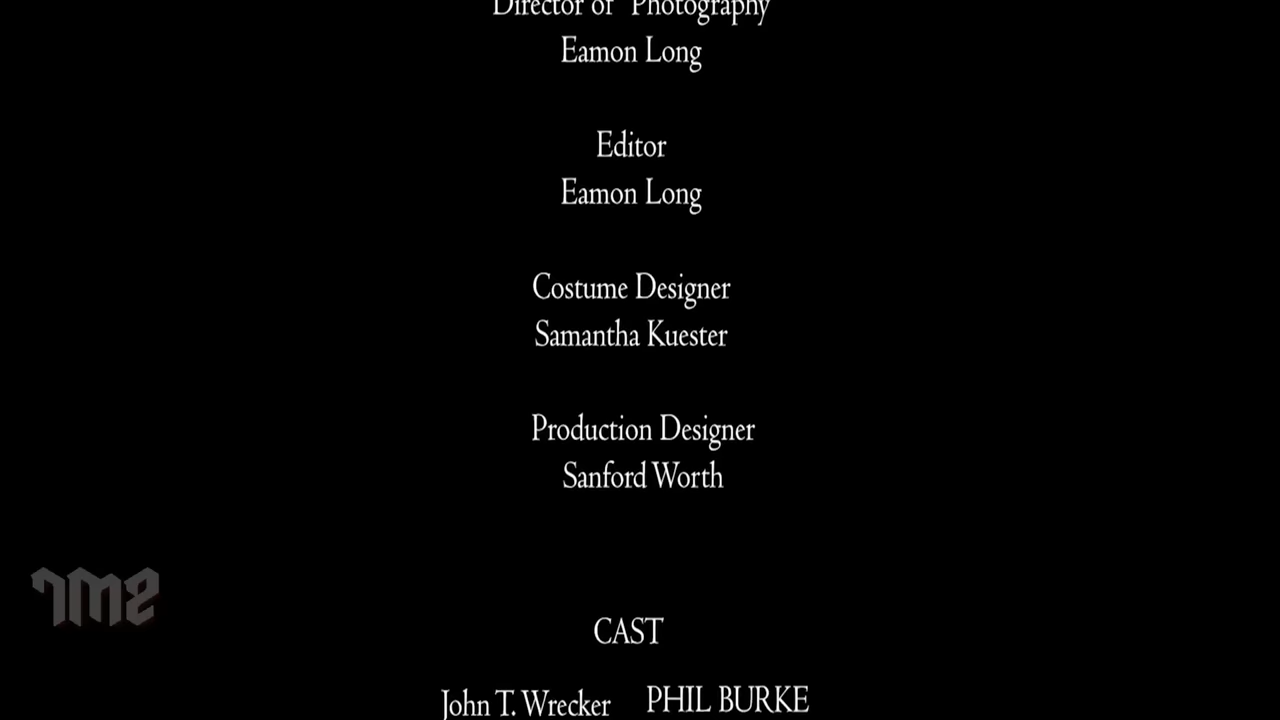 Director of Photography
Eamon Long
Editor
Eamon Long
Costume Designer
Samantha Kuester
Production Designer
Sanford Worth
CAST
John T. Wrecker PHIL BURKE